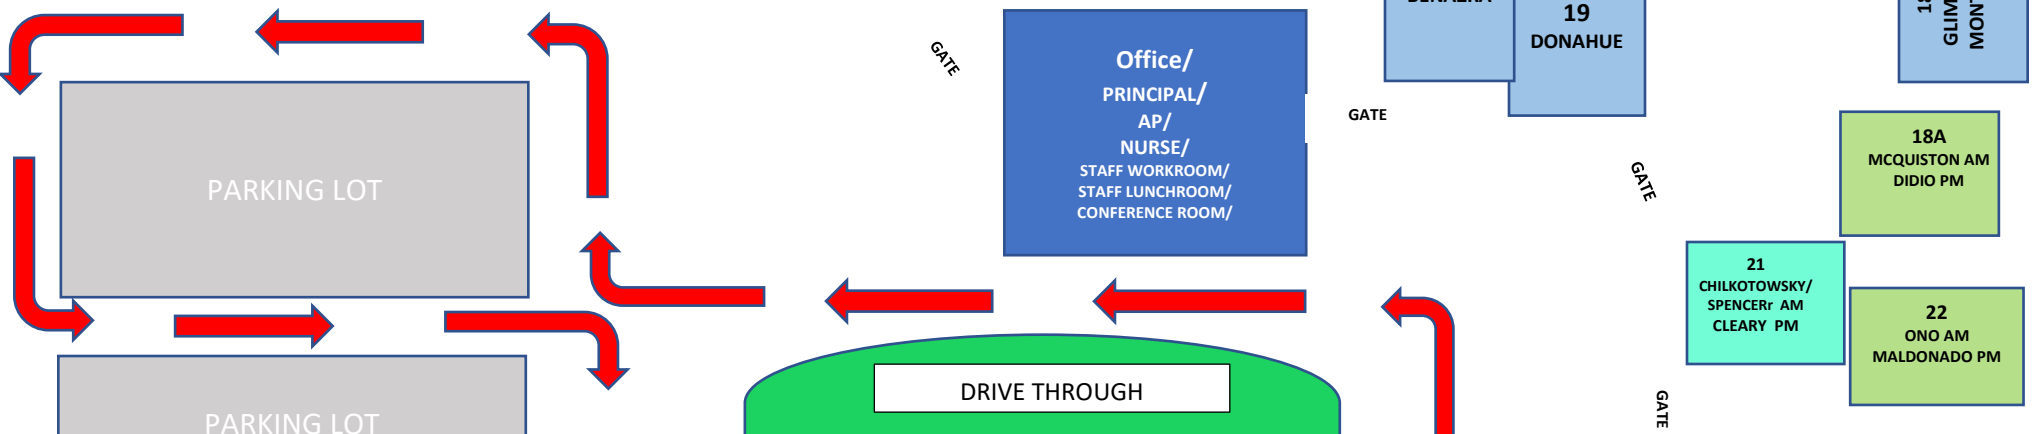 GATE
Office/
PRINCIPAL/
AP/
NURSE/
STAFF WORKROOM/
STAFF LUNCHROOM/
CONFERENCE ROOM/
GATE
19
DONAHUE
GATE
18A
MCQUISTON AM
DIDIO PM
21
CHILKOTOWSKY/
SPENCERr AM
CLEARY PM
22
ONO AM
MALDONADO PM
GATE
PARKING LOT
PARKING LOT
DRIVE THROUGH